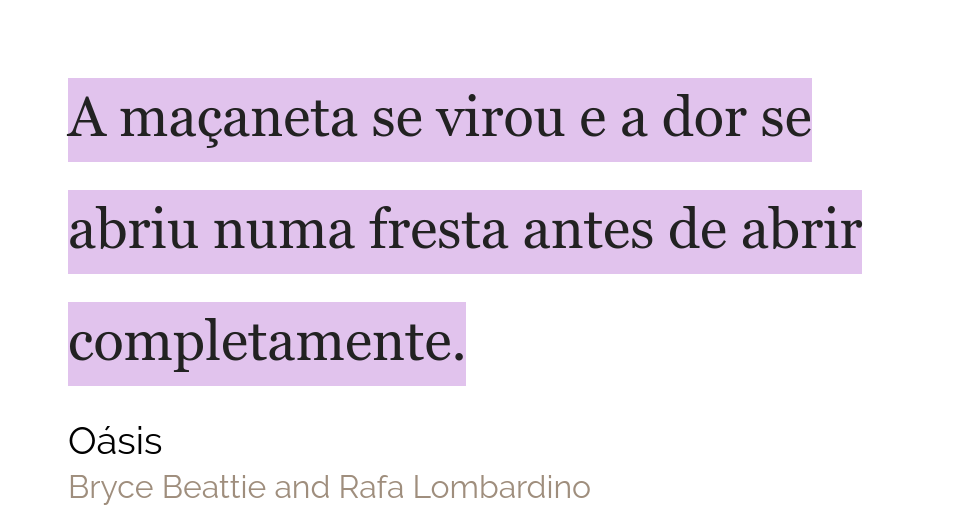 A maçaneta se virou e a dor se
abriu numa fresta antes de abrir
completamente.
Oásis
Bryce Beattie and Rafa Lombardino